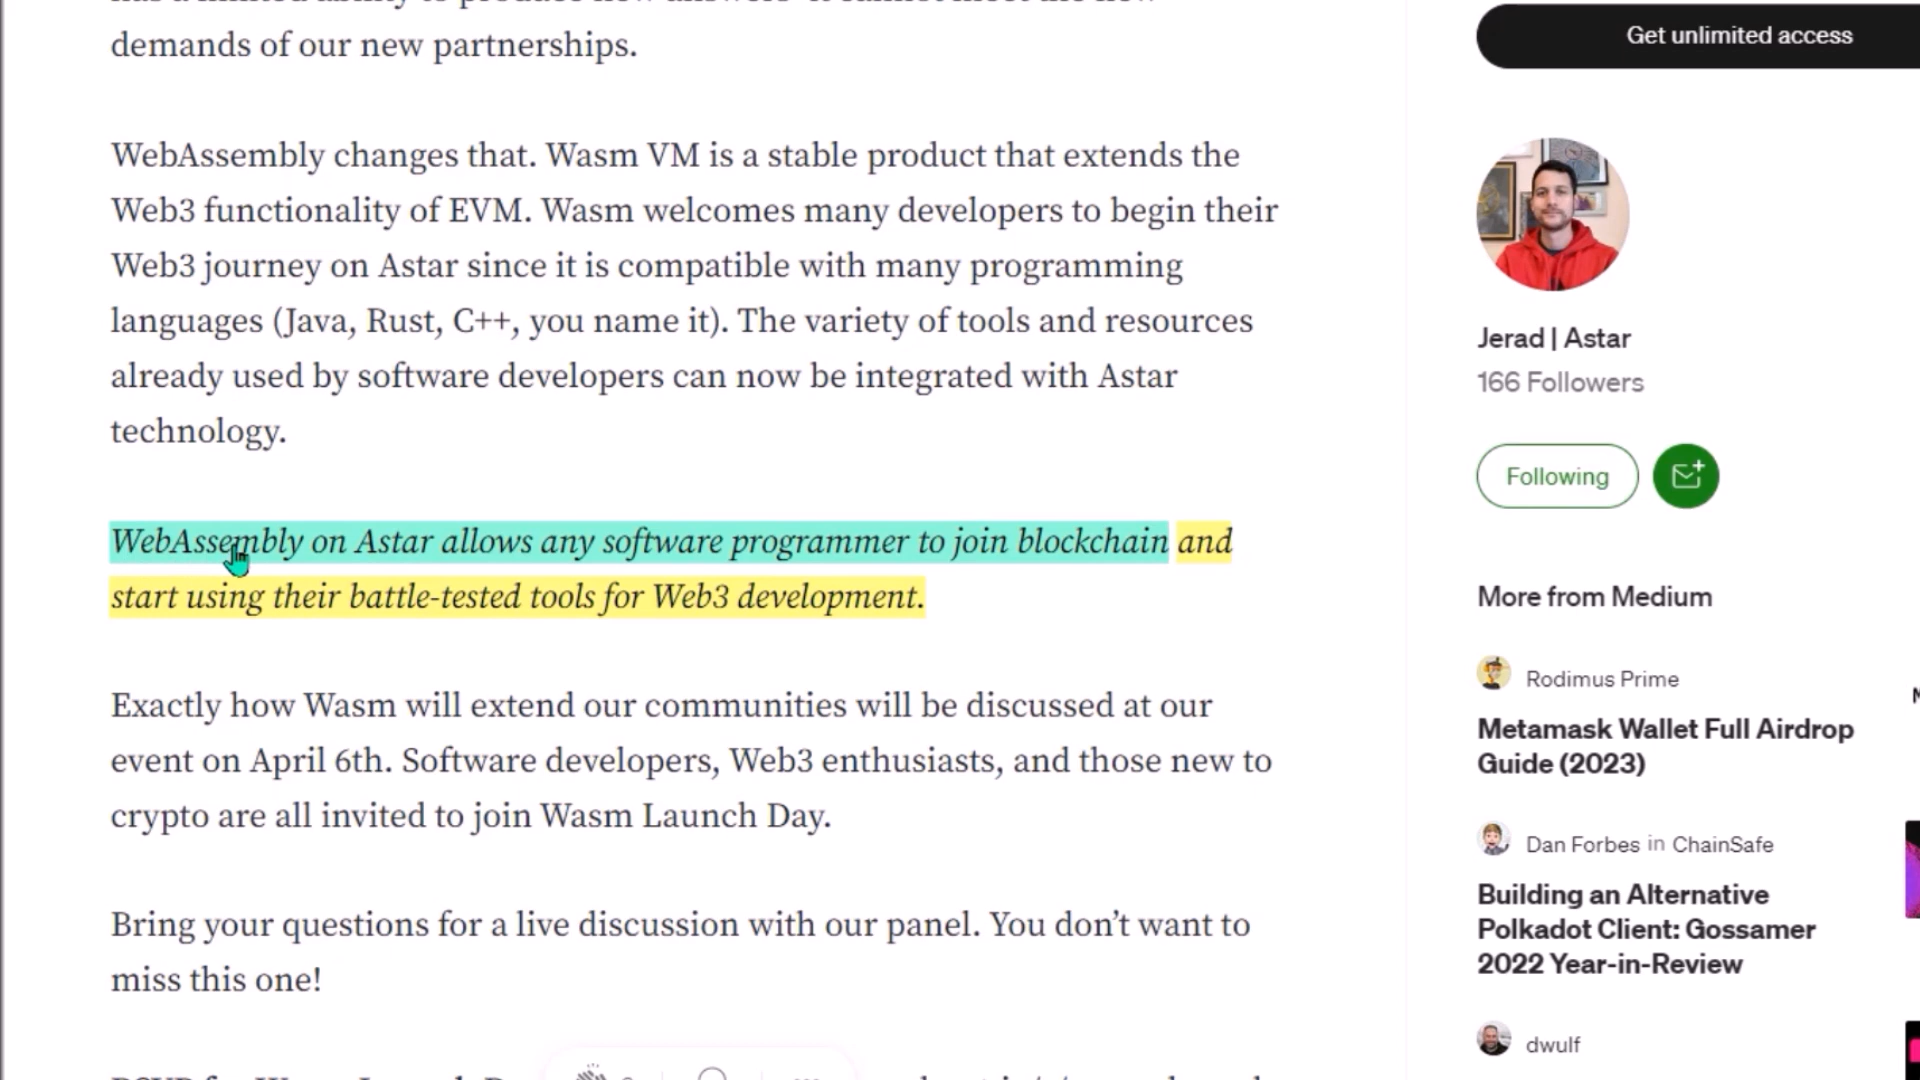 demands of our new partnerships.
WebAssembly changes that. Wasm VM is a stable product that extends the
Web3 functionality of EVM. Wasm welcomes many developers to begin their
Web3 journey on Astar since it is compatible with many programming
languages (Java, Rust, C++, you name it). The variety of tools and resources
already used by software developers can now be integrated with Astar
technology.
WebAssembly on Astar allows any software programmer to join blockchain and
start using their battle-tested tools for Web3 development.
Exactly how Wasm will extend our communities will be discussed at our
event on April 6th. Software developers, Web3 enthusiasts, and those new to
crypto are all invited to join Wasm Launch Day.
Bring your questions for a live discussion with our panel. You don’t want to
miss this one!
Get unlimited access
Jerad | Astar
166 Followers
Following
More from Medium
Rodimus Prime
Metamask Wallet Full Airdrop
Guide (2023)
Dan Forbes in ChainSafe
Building an Alternative
Polkadot Client: Gossamer
2022 Year-in-Review
dwulf